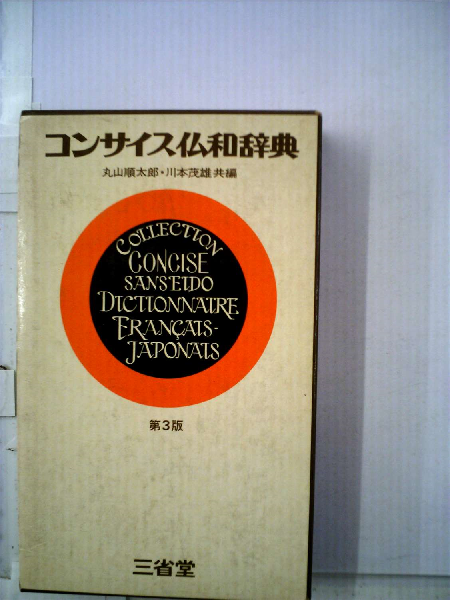 コンサイス仏和辞典
丸山順太郎・川本茂雄 共編
COLLECTION
CONCISE
SANSEIDO
DICTIONNAIRE
FRANÇAIS-
JAPONAIS
第3版
三省堂